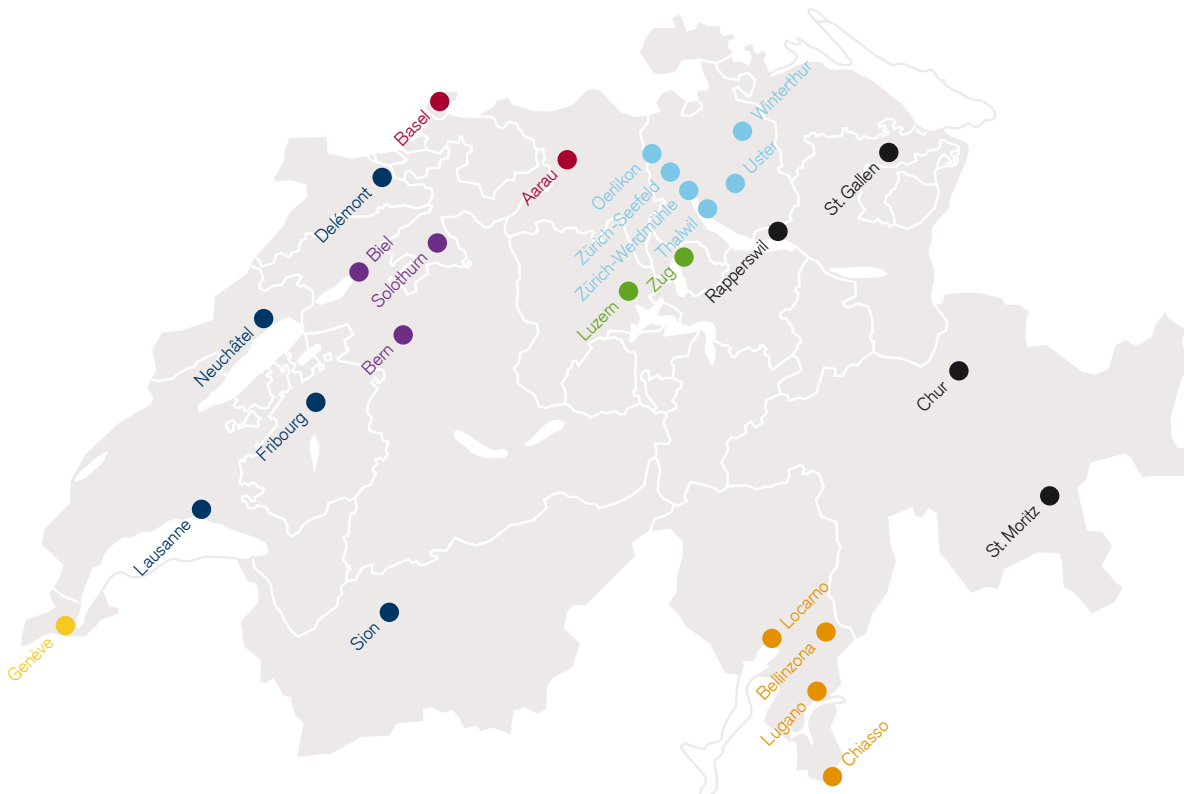 Basel
Winterthur
Aarau
Oerlikon
Uster
Zürich-Seefeld
Zürich-Werdmühle
Thalwil
St. Gallen
Delémont
Biel
Solothurn
Rapperswil
Zug
Luzern
Neuchâtel
Bern
Chur
Fribourg
Lausanne
St. Moritz
Genève
Sion
Locarno
Bellinzona
Lugano
Chiasso